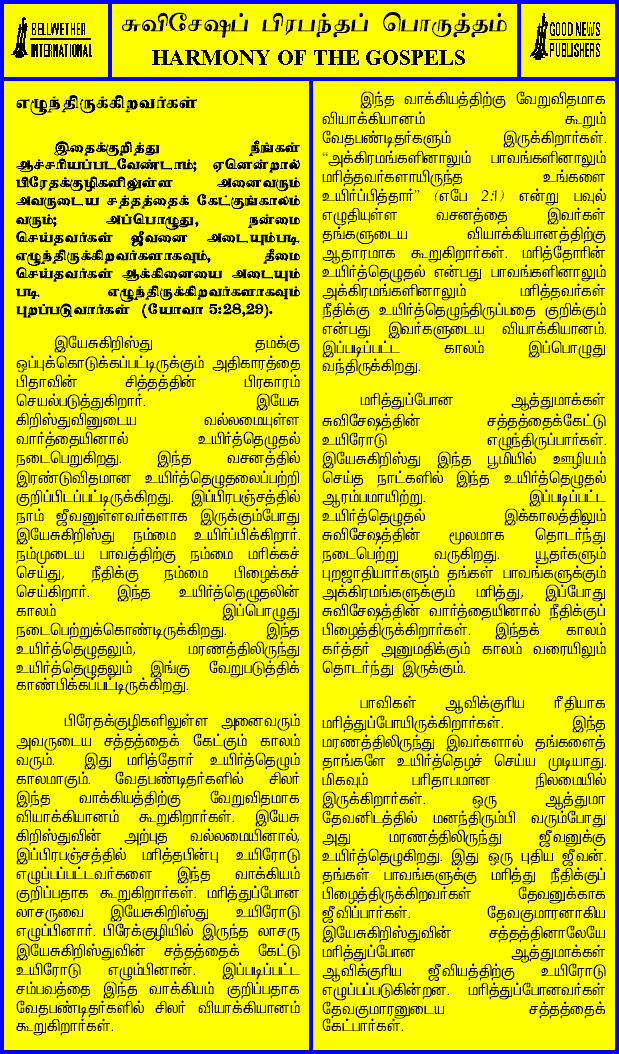 BELLWETHER
INTERNATIONAL
சுவிசேஷப் பிரபந்தப் பொருத்தம்
HARMONY OF THE GOSPELS
GOOD NEWS
PUBLISHERS
எழுந்திருக்கிறவர்கள்
இதைக்குறித்து நீங்கள்
ஆச்சரியப்படவேண்டாம்; ஏனென்றால்
பிரேதக்குழிகளிலுள்ள அனைவரும்
அவருடைய சத்தத்தைக் கேட்குங்காலம்
வரும்; அப்பொழுது, நன்மை
செய்தவர்கள் ஜீவனை அடையும்படி
எழுந்திருக்கிறவர்களாகவும், தீமை
செய்தவர்கள் ஆக்கினையை அடையும்
படி எழுந்திருக்கிறவர்களாகவும்
புறப்படுவார்கள் (யோவா 5:28,29).
இயேசுகிறிஸ்து தமக்கு
ஒப்புக்கொடுக்கப்பட்டிருக்கும் அதிகாரத்தை
பிதாவின் சித்தத்தின் பிரகாரம்
செயல்படுத்துகிறார். இயேசு
கிறிஸ்துவினுடைய வல்லமையுள்ள
வார்த்தையினால் உயிர்த்தெழுதல்
நடைபெறுகிறது. இந்த வசனத்தில்
இரண்டுவிதமான உயிர்த்தெழுதலைப்பற்றி
குறிப்பிடப்பட்டிருக்கிறது. இப்பிரபஞ்சத்தில்
நாம் ஜீவனுள்ளவர்களாக இருக்கும்போது
இயேசுகிறிஸ்து நம்மை உயிர்ப்பிக்கிறார்.
நம்முடைய பாவத்திற்கு நம்மை மரிக்கச்
செய்து, நீதிக்கு நம்மை பிழைக்கச்
செய்கிறார். இந்த உயிர்த்தெழுதலின்
காலம் இப்பொழுது
நடைபெற்றுக்கொண்டிருக்கிறது. இந்த
உயிர்த்தெழுதலும், மரணத்திலிருந்து
உயிர்த்தெழுதலும் இங்கு வேறுபடுத்திக்
காண்பிக்கப்பட்டிருக்கிறது.
பிரேதக்குழிகளிலுள்ள அனைவரும்
அவருடைய சத்தத்தைக் கேட்கும் காலம்
வரும். இது மரித்தோர் உயிர்த்தெழும்
காலமாகும். வேதபண்டிதர்களில் சிலர்
இந்த வாக்கியத்திற்கு வேறுவிதமாக
வியாக்கியானம் கூறுகிறார்கள். இயேசு
கிறிஸ்துவின் அற்புத வல்லமையினால்,
இப்பிரபஞ்சத்தில் மரித்தபின்பு உயிரோடு
எழுப்பப்பட்டவர்களை இந்த வாக்கியம்
குறிப்பதாக கூறுகிறார்கள். மரித்துப்போன
லாசருவை இயேசுகிறிஸ்து உயிரோடு
எழுப்பினார். பிரேக்குழியில் இருந்த லாசரு
இயேசுகிறிஸ்துவின் சத்தத்தைக் கேட்டு
உயிரோடு எழும்பினான். இப்படிப்பட்ட
சம்பவத்தை இந்த வாக்கியம் குறிப்பதாக
வேதபண்டிதர்களில் சிலர் வியாக்கியானம்
கூறுகிறார்கள்.
இந்த வாக்கியத்திற்கு வேறுவிதமாக
வியாக்கியானம் கூறும்
வேதபண்டிதர்களும் இருக்கிறார்கள்.
“அக்கிரமங்களினாலும் பாவங்களினாலும்
மரித்தவர்களாயிருந்த உங்களை
உயிர்ப்பித்தார்” (எபே 2:1) என்று பவுல்
எழுதியுள்ள வசனத்தை இவர்கள்
தங்களுடைய வியாக்கியானத்திற்கு
ஆதாரமாக கூறுகிறார்கள். மரித்தோரின்
உயிர்த்தெழுதல் என்பது பாவங்களினாலும்
அக்கிரமங்களினாலும் மரித்தவர்கள்
நீதிக்கு உயிர்த்தெழுந்திருப்பதை குறிக்கும்
என்பது இவர்களுடைய வியாக்கியானம்.
இப்படிப்பட்ட காலம் இப்பொழுது
வந்திருக்கிறது.
மரித்துப்போன ஆத்துமாக்கள்
சுவிசேஷத்தின் சத்தத்தைக்கேட்டு
உயிரோடு எழுந்திருப்பார்கள்.
இயேசுகிறிஸ்து இந்த பூமியில் ஊழியம்
செய்த நாட்களில் இந்த உயிர்த்தெழுதல்
ஆரம்பமாயிற்று. இப்படிப்பட்ட
உயிர்த்தெழுதல் இக்காலத்திலும்
சுவிசேஷத்தின் மூலமாக தொடர்ந்து
நடைபெற்று வருகிறது. யூதர்களும்
புறஜாதியார்களும் தங்கள் பாவங்களுக்கும்
அக்கிரமங்களுக்கும் மரித்து, இப்போது
சுவிசேஷத்தின் வார்த்தையினால் நீதிக்குப்
பிழைத்திருக்கிறார்கள். இந்தக் காலம்
கர்த்தர் அனுமதிக்கும் காலம் வரையிலும்
தொடர்ந்து இருக்கும்.
பாவிகள் ஆவிக்குரிய ரீதியாக
மரித்துப்போயிருக்கிறார்கள். இந்த
மரணத்திலிருந்து இவர்களால் தங்களைத்
தாங்களே உயிர்த்தெழச் செய்ய முடியாது.
மிகவும் பரிதாபமான நிலமையில்
இருக்கிறார்கள். ஒரு ஆத்துமா
தேவனிடத்தில் மனந்திரும்பி வரும்போது
அது மரணத்திலிருந்து ஜீவனுக்கு
உயிர்த்தெழுகிறது. இது ஒரு புதிய ஜீவன்.
தங்கள் பாவங்களுக்கு மரித்து நீதிக்குப்
பிழைத்திருக்கிறவர்கள் தேவனுக்காக
ஜீவிப்பார்கள். தேவகுமாரனாகிய
இயேசுகிறிஸ்துவின் சத்தத்தினாலேயே
மரித்துப்போன ஆத்துமாக்கள்
ஆவிக்குரிய ஜீவியத்திற்கு உயிரோடு
எழுப்பப்படுகின்றன. மரித்துப்போனவர்கள்
தேவகுமாரனுடைய சத்தத்தைக்
கேட்பார்கள்.